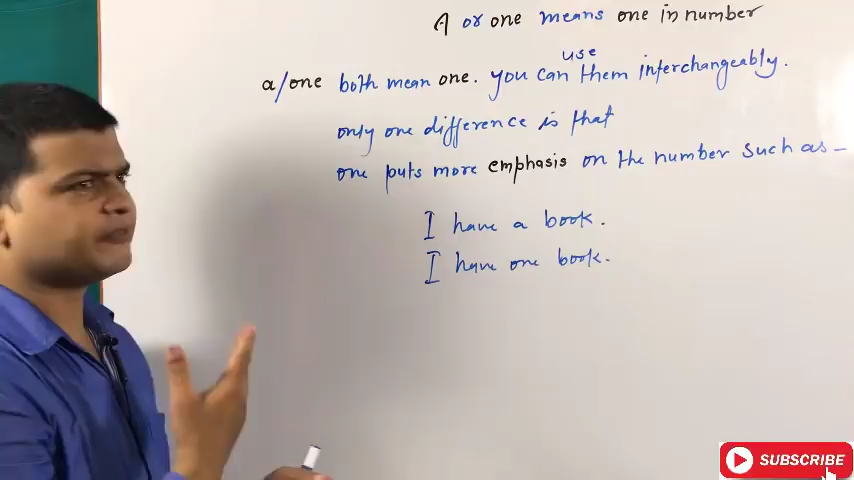 A or one means one in number
use
a/one both mean one. you can them interchangeably.
only one difference is that
one puts more emphasis on the number such as -
I have a book.
I have one book.
SUBSCRIBE